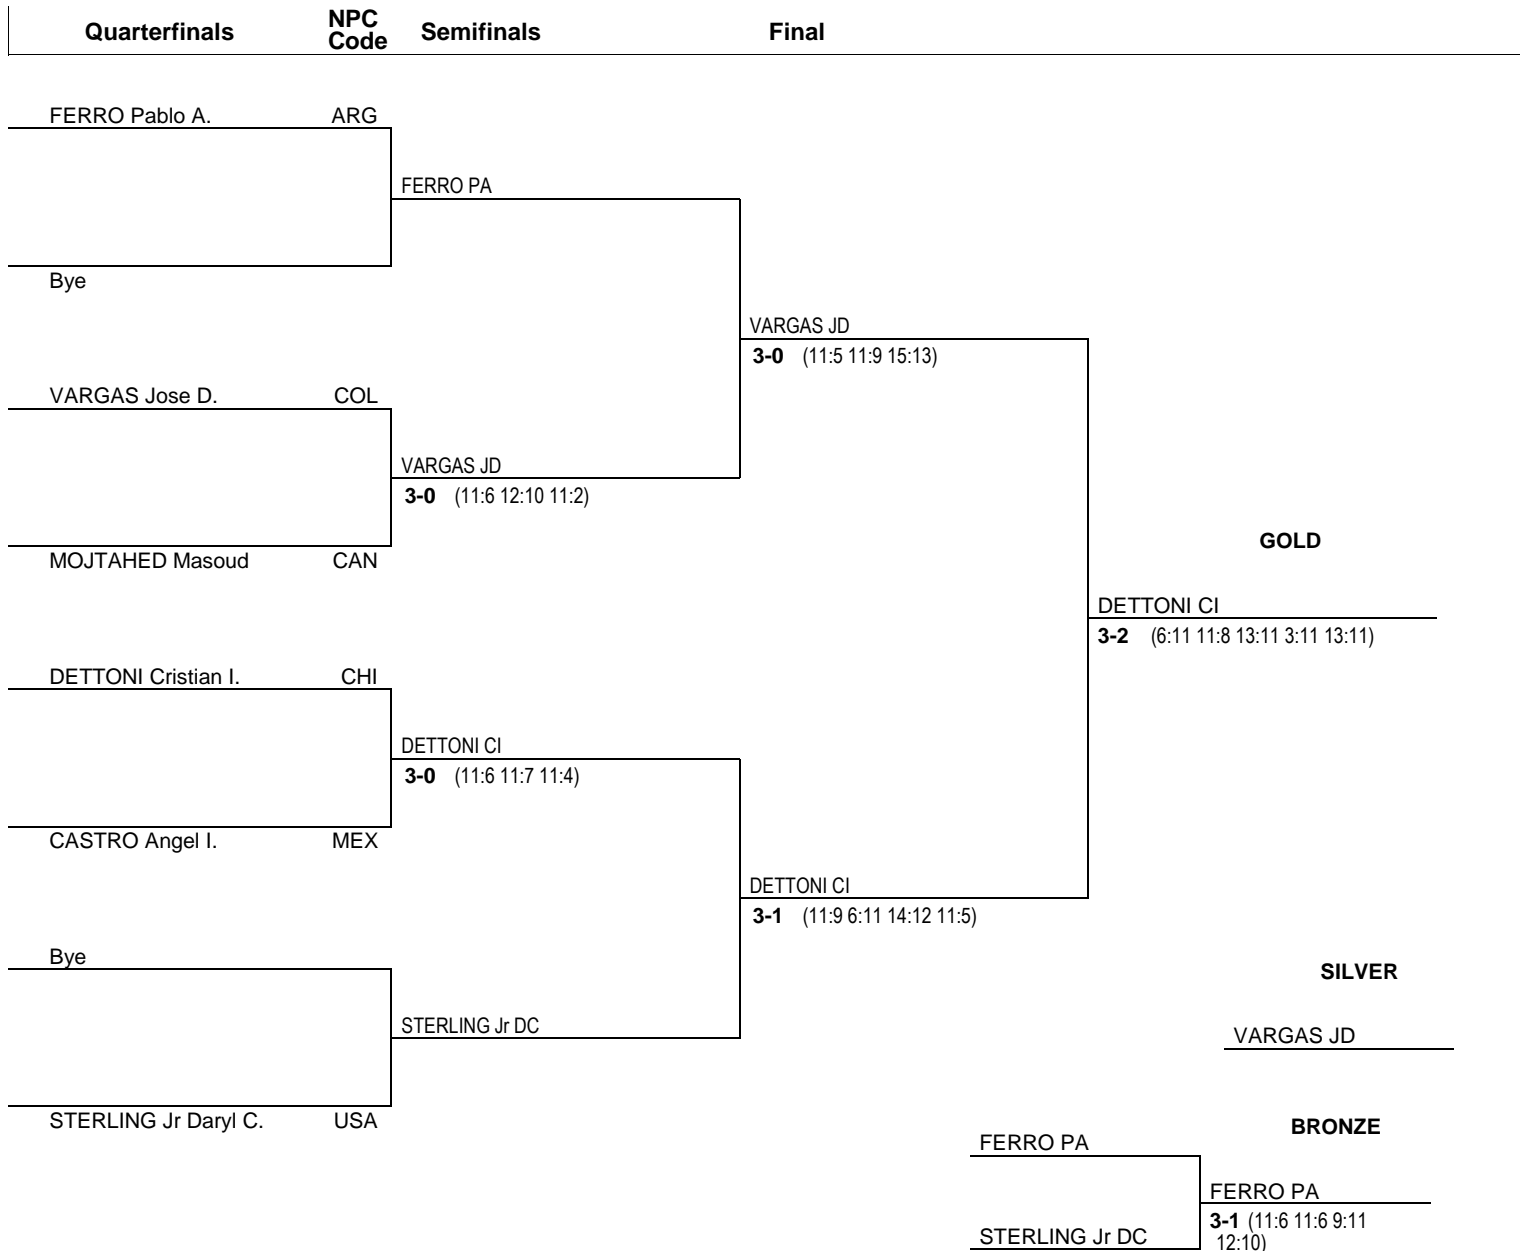 Quarterfinals NPC Code Semifinals Final
FERRO Pablo A. ARG
FERRO PA
Bye
VARGAS JD
3-0 (11:5 11:9 15:13)
VARGAS Jose D. COL
VARGAS JD
3-0 (11:6 12:10 11:2)
GOLD
MOJTAHED Masoud CAN
DETTONI CI
3-2 (6:11 11:8 13:11 3:11 13:11)
DETTONI Cristian I. CHI
DETTONI CI
3-0 (11:6 11:7 11:4)
CASTRO Angel I. MEX
DETTONI CI
3-1 (11:9 6:11 14:12 11:5)
Bye
SILVER
STERLING Jr DC
VARGAS JD
STERLING Jr Daryl C. USA
BRONZE
FERRO PA
FERRO PA
3-1 (11:6 11:6 9:11
12:10)
STERLING Jr DC